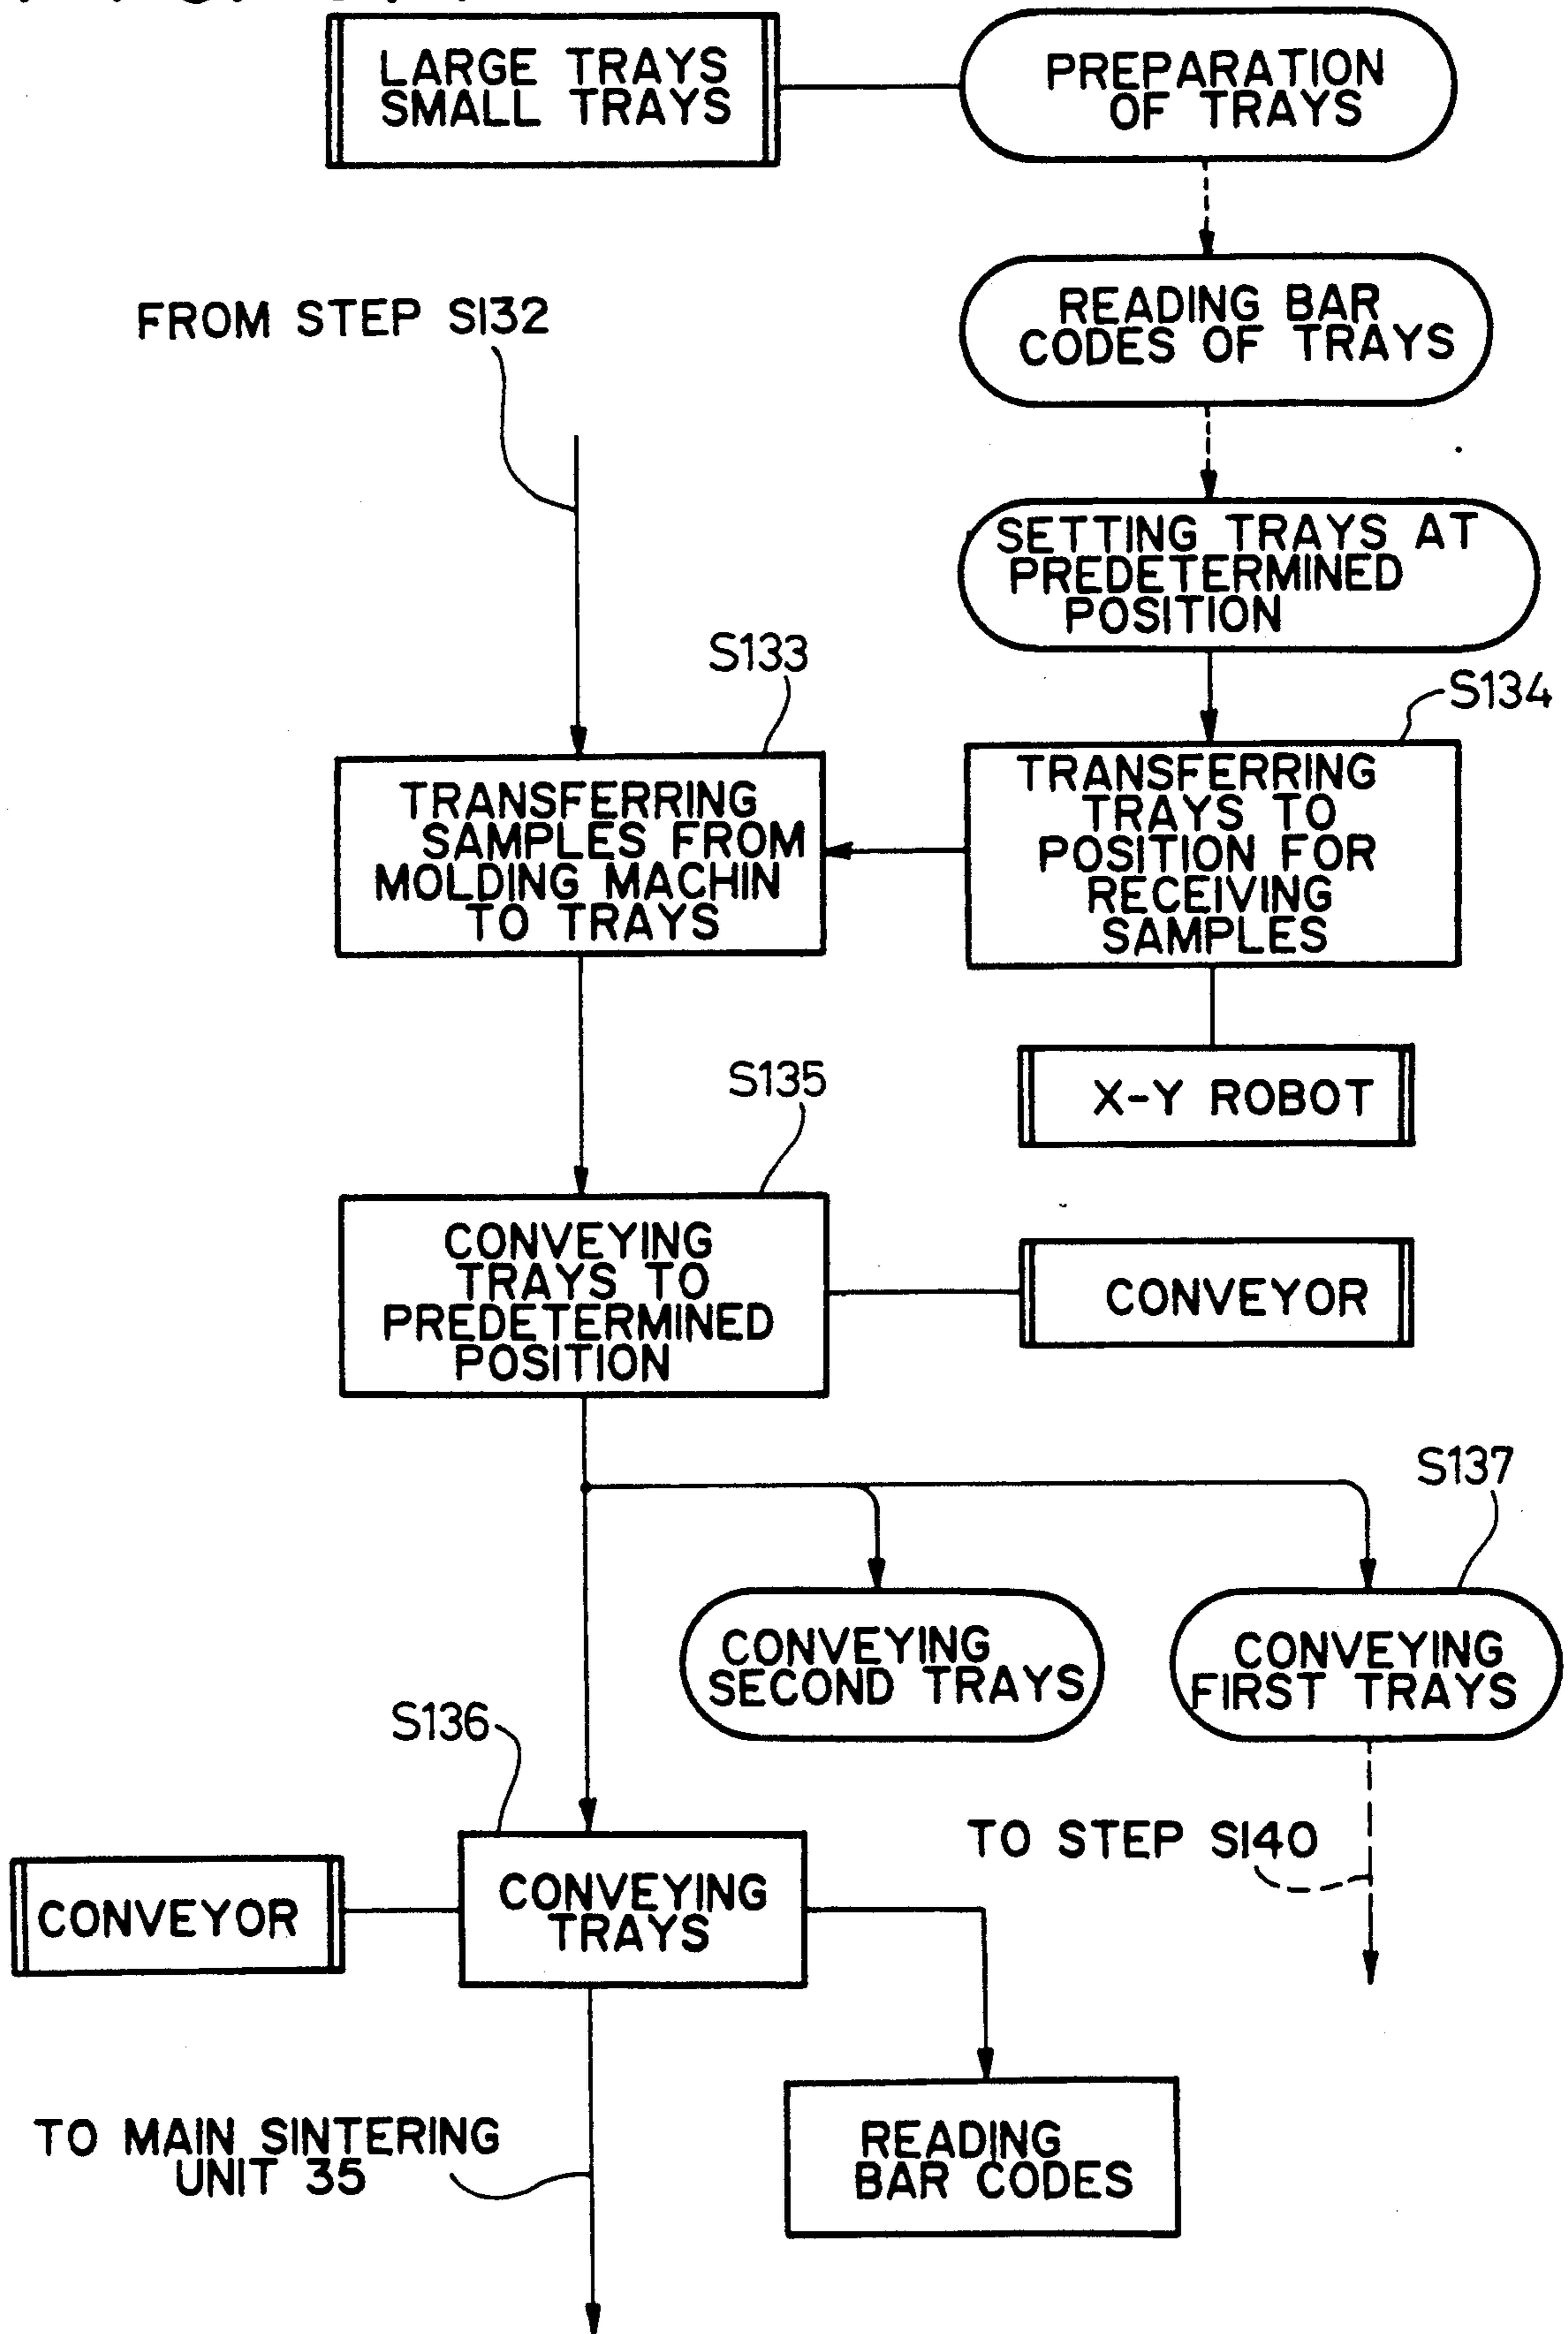 LARGE TRAYS
SMALL TRAYS
PREPARATION
OF TRAYS
FROM STEP S132
READING BAR
CODES OF TRAYS
SETTING TRAYS AT
PREDETERMINED
POSITION
S133
S134
TRANSFERRING
SAMPLES FROM
MOLDING MACHIN
TO TRAYS
TRANSFERRING
TRAYS TO
POSITION FOR
RECEIVING
SAMPLES
X-Y ROBOT
S135
CONVEYING
TRAYS TO
PREDETERMINED
POSITION
CONVEYOR
S137
CONVEYING
SECOND TRAYS
CONVEYING
FIRST TRAYS
S136
TO STEP S140
CONVEYOR
CONVEYING
TRAYS
TO MAIN SINTERING
UNIT 35
READING
BAR CODES